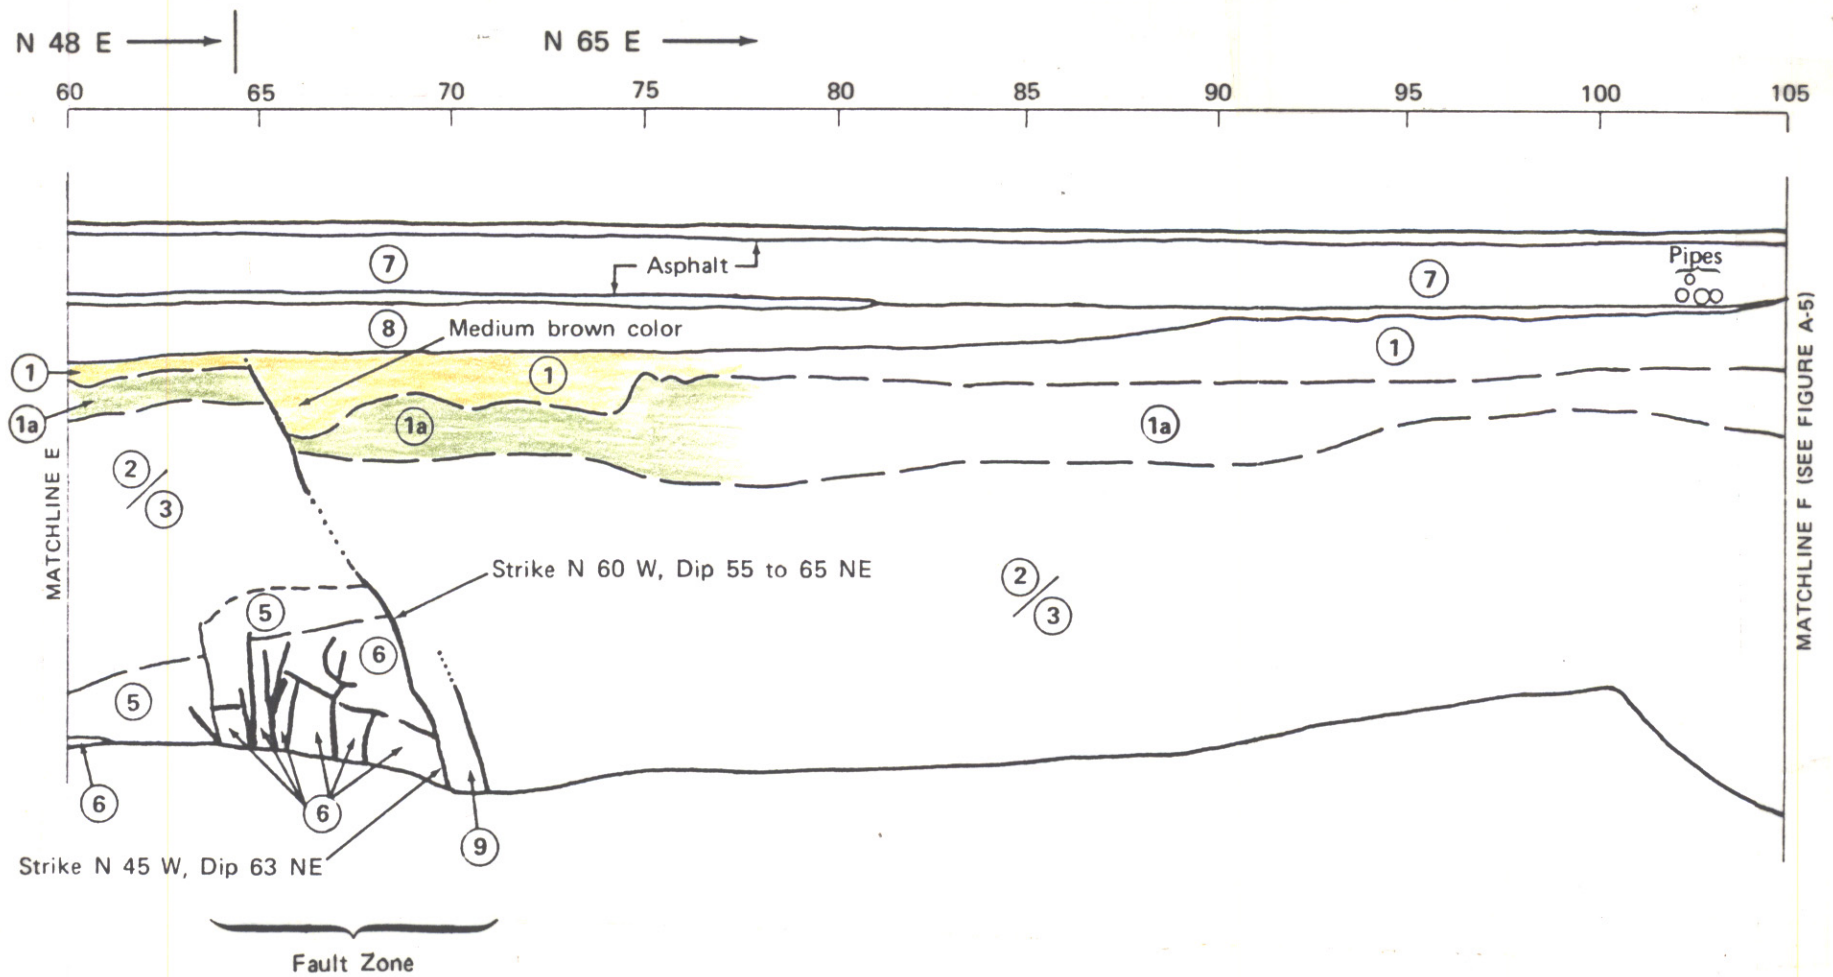 N 48 E
N 65 E
60 65 70 75 80 85 90 95 100 105
Pipes
7
Asphalt
7
8
Medium brown color
1
1
1
1a
1a
1a
2
3
MATCHLINE E
MATCHLINE F (SEE FIGURE A-5)
Strike N 60 W, Dip 55 to 65 NE
2
3
5
6
5
6
6
9
Strike N 45 W, Dip 63 NE
Fault Zone